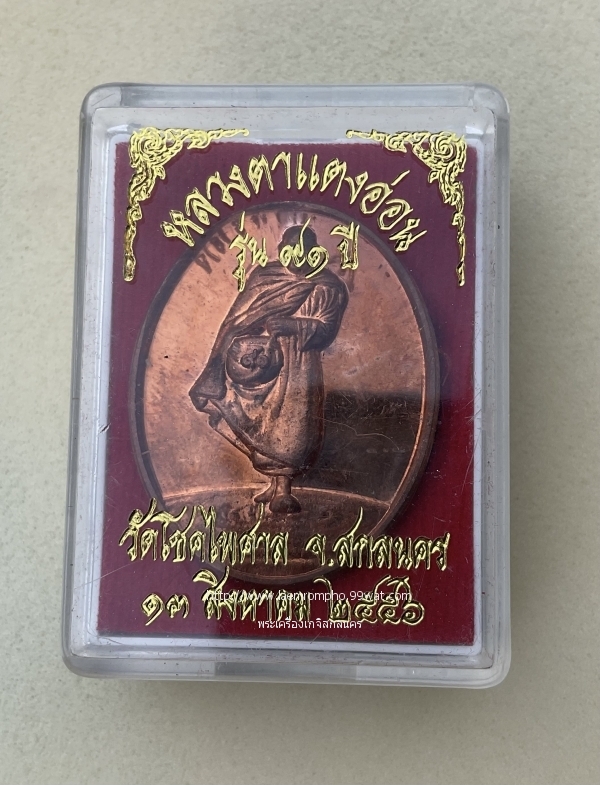 หลวงตาแตงอ่อน
รุ่น ๙๑ ปี
วัดโชคไพศาล จ.สกลนคร
๑๓ สิงหาคม ๒๕๕๖
http://www.laenrompho.99wat.com
พระเครื่องเกจิสกลนคร